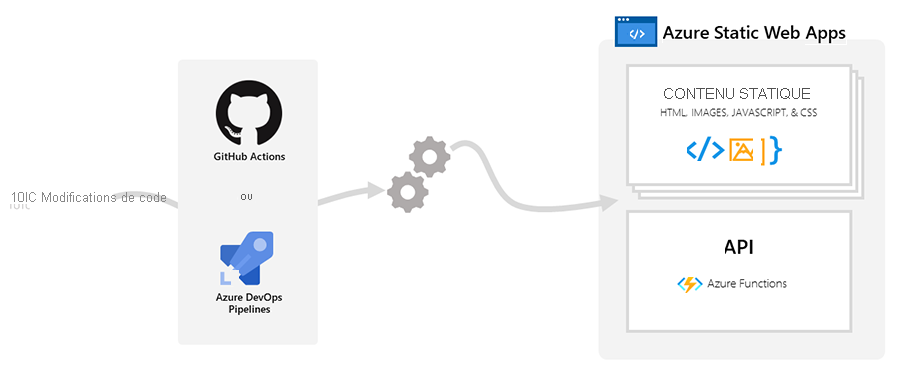 Azure Static Web Apps
CONTENU STATIQUE
HTML, IMAGES, JAVASCRIPT, & CSS
GitHub Actions
10IC Modifications de code
ou
Azure DevOps
Pipelines
API
Azure Functions